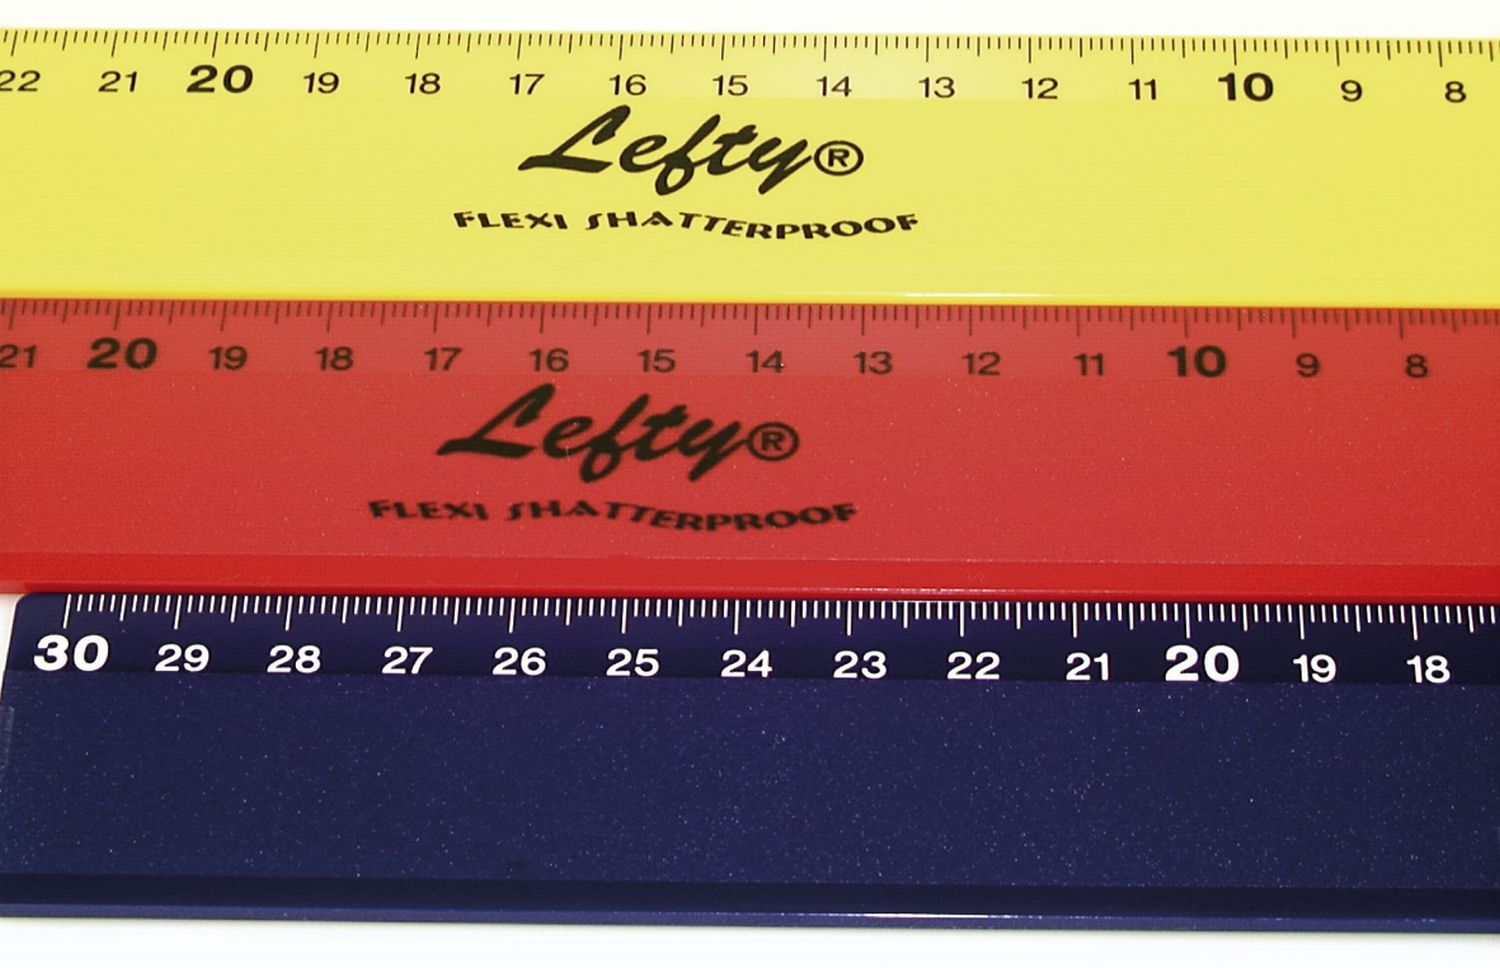 22 21 20 19 18 17 16 15 14 13 12 11 10 9 8
Lefty®
FLEXI SHATTERPROOF
21 20 19 18 17 16 15 14 13 12 11 10 9 8
Lefty®
FLEXI SHATTERPROOF
30 29 28 27 26 25 24 23 22 21 20 19 18